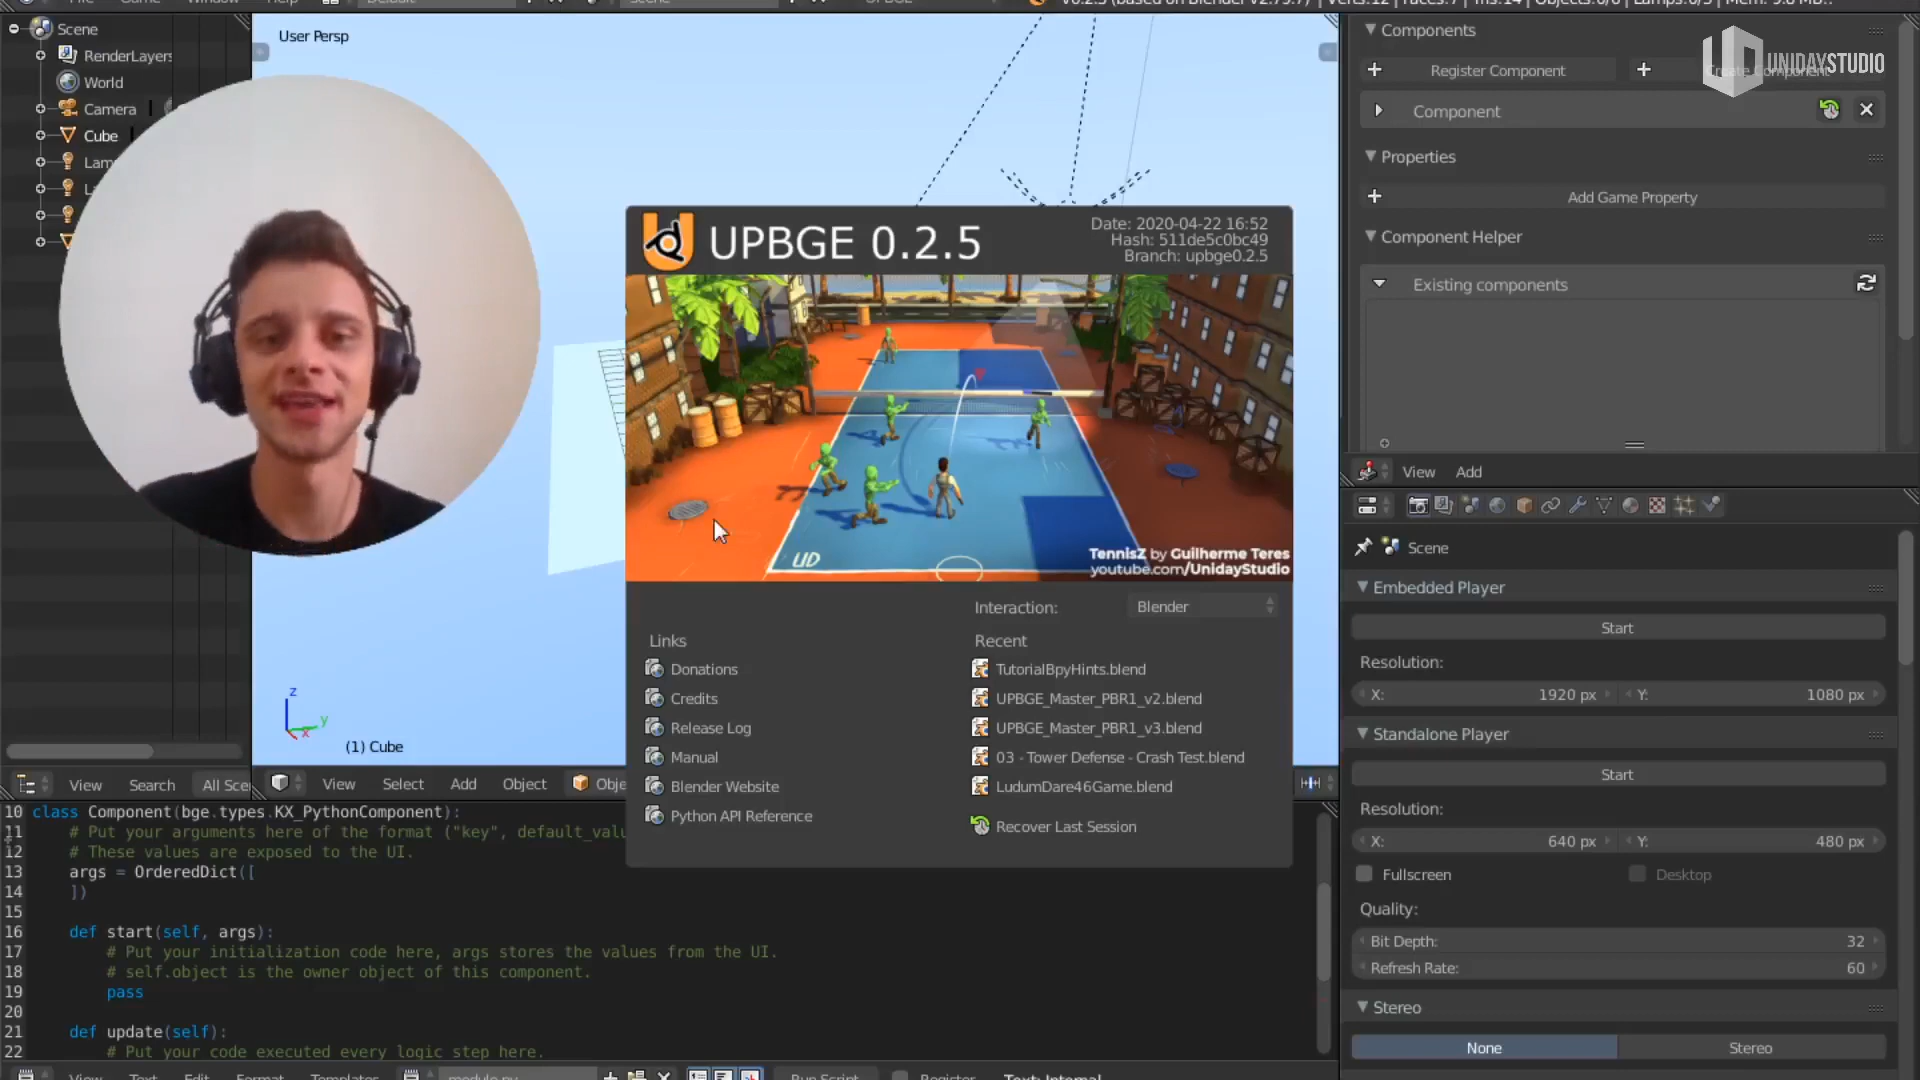 Scene
RenderLayers
World
Camera
Cube
Lam
View
Search
All Sce
User Persp
z
y
x
(1) Cube
View
Select
Add
Object
Obje
UPBGE 0.2.5
Date: 2020-04-22 16:52
Hash: 511de5c0bc49
Branch: upbge0.2.5
UD
TennisZ by Guilherme Teres
youtube.com/UnidayStudio
Interaction:
Blender
Links
Donations
Credits
Release Log
Manual
Blender Website
Python API Reference
Recent
TutorialBpyHints.blend
UPBGE_Master_PBR1_v2.blend
UPBGE_Master_PBR1_v3.blend
03 - Tower Defense - Crash Test.blend
LudumDare46Game.blend
Recover Last Session
10 class Component(bge.types.KX_PythonComponent):
11 # Put your arguments here of the format ("key", default_valu
12 # These values are exposed to the UI.
13 args = OrderedDict([
14 ])
15
16 def start(self, args):
17 # Put your initialization code here, args stores the values from the UI.
18 # self.object is the owner object of this component.
19 pass
20
21 def update(self):
22 # Put your code executed every logic step here.
Components
UNIDAYSTUDIO
Register Component
Create Component
Component
Properties
Add Game Property
Component Helper
Existing components
View
Add
Scene
Embedded Player
Start
Resolution:
X: 1920 px
Y: 1080 px
Standalone Player
Start
Resolution:
X: 640 px
Y: 480 px
Fullscreen
Desktop
Quality:
Bit Depth: 32
Refresh Rate: 60
Stereo
None
Stereo